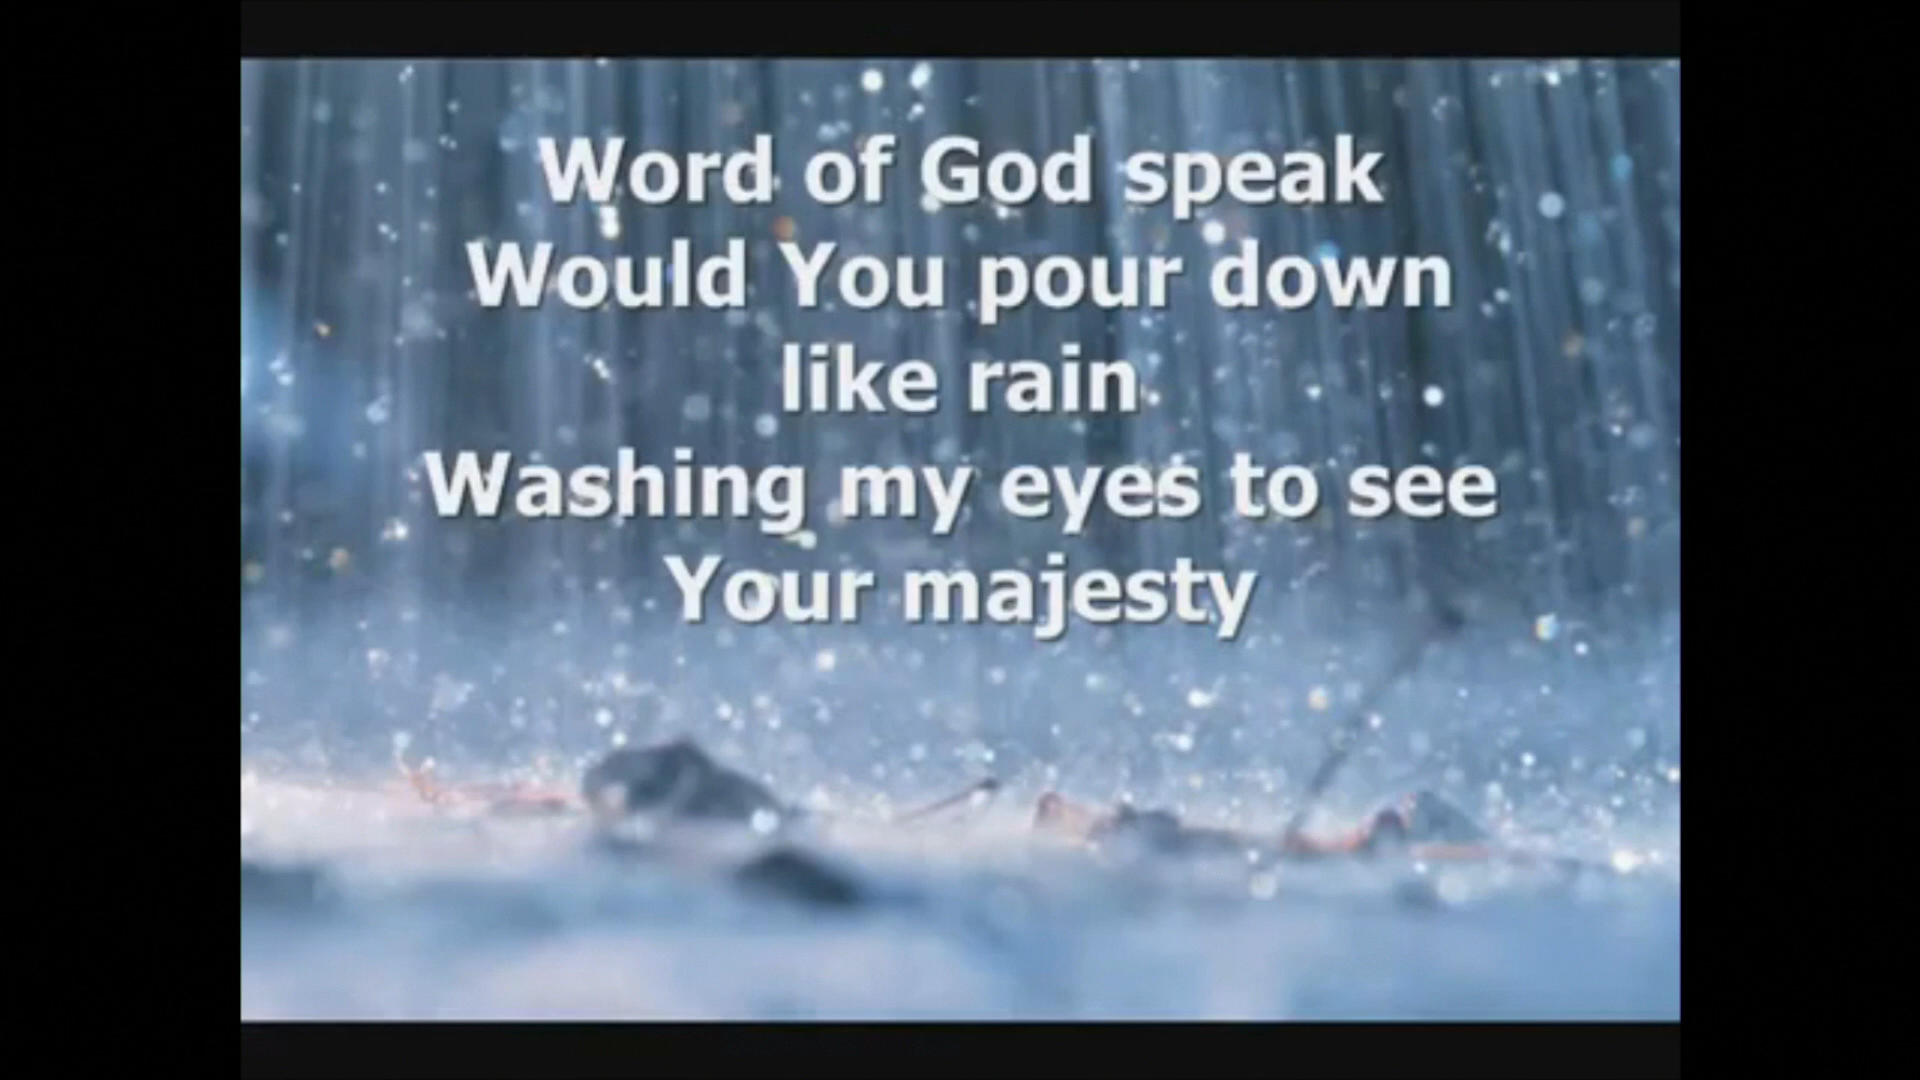 Word of God speak
Would You pour down
like rain
Washing my eyes to see
Your majesty